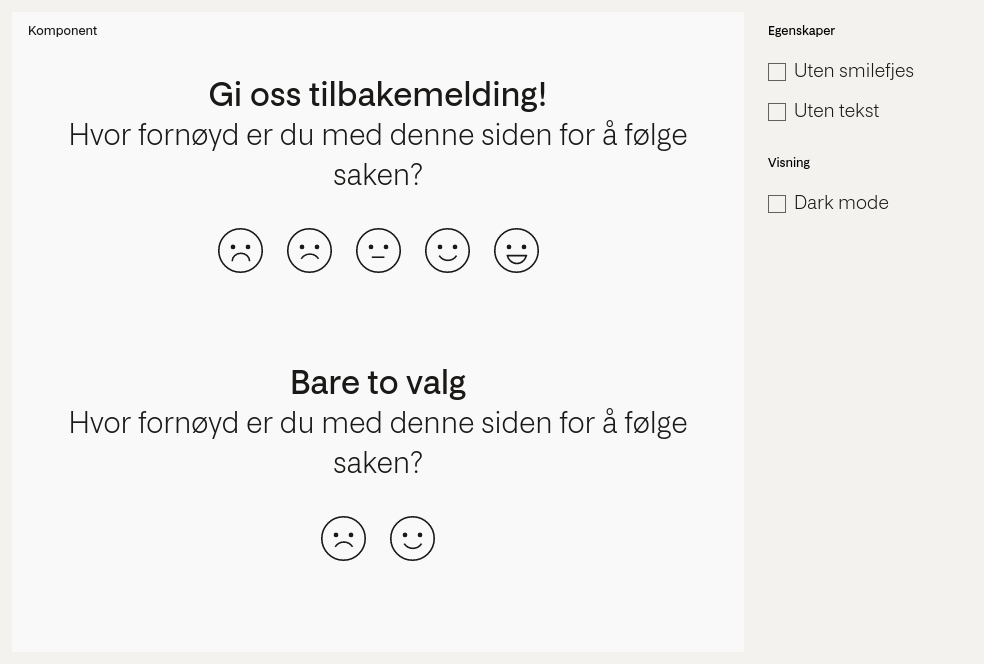 Komponent
Gi oss tilbakemelding!
Hvor fornøyd er du med denne siden for å følge
saken?
Bare to valg
Hvor fornøyd er du med denne siden for å følge
saken?
Egenskaper
Uten smilefjes
Uten tekst
Visning
Dark mode